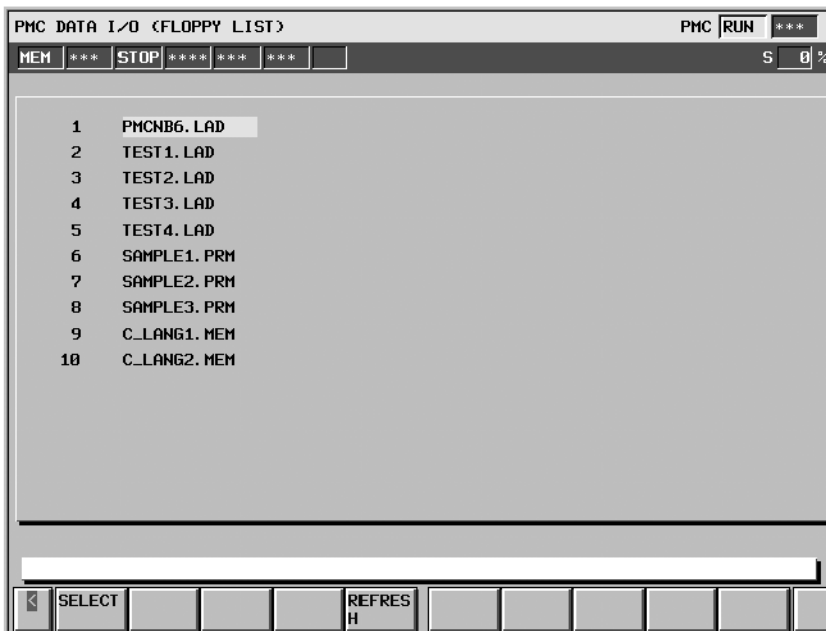 PMC DATA I/O (FLOPPY LIST) PMC RUN ***
MEM *** STOP **** *** *** S 0 %
1 PMCNB6.LAD
2 TEST1.LAD
3 TEST2.LAD
4 TEST3.LAD
5 TEST4.LAD
6 SAMPLE1.PRM
7 SAMPLE2.PRM
8 SAMPLE3.PRM
9 C_LANG1.MEM
10 C_LANG2.MEM
< SELECT REFRES
H